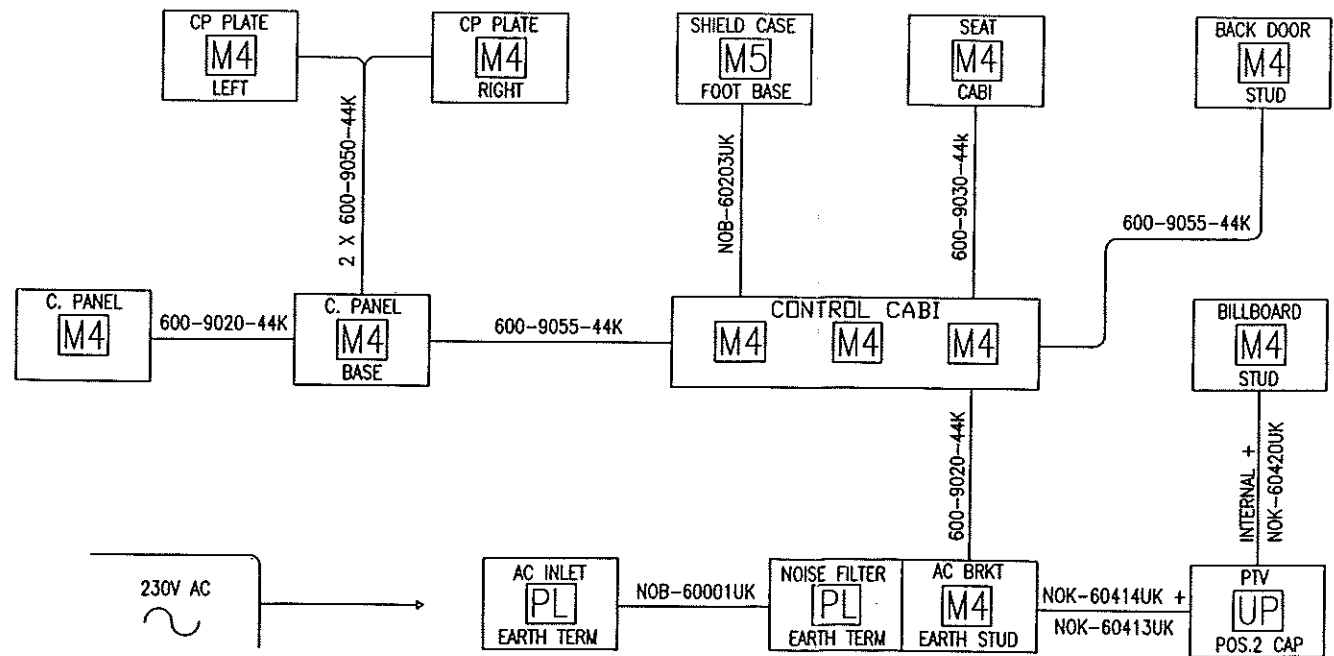 CP PLATE
M4
LEFT
CP PLATE
M4
RIGHT
SHIELD CASE
M5
FOOT BASE
SEAT
M4
CABI
BACK DOOR
M4
STUD
2 X 600-9050-44K
NOB-60203UK
600-9030-44k
600-9055-44K
C. PANEL
M4
600-9020-44K
C. PANEL
M4
BASE
600-9055-44K
CONTROL CABI
M4
M4
M4
BILLBOARD
M4
STUD
600-9020-44K
INTERNAL +
NOK-60420UK
230V AC
AC INLET
PL
EARTH TERM
NOB-60001UK
NOISE FILTER
PL
EARTH TERM
AC BRKT
M4
EARTH STUD
NOK-60414UK +
NOK-60413UK
PTV
UP
POS.2 CAP